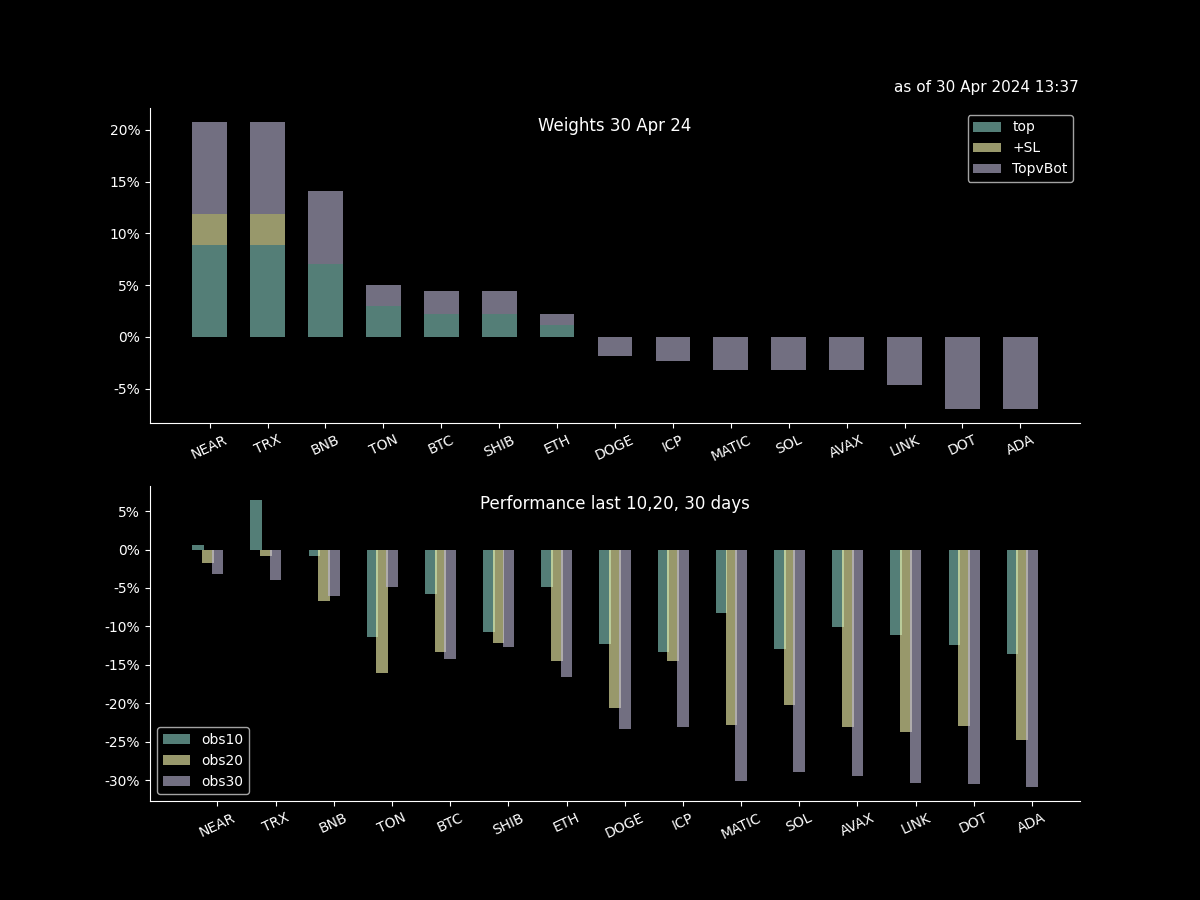 as of 30 Apr 2024 13:37
Weights 30 Apr 24
top
+SL
TopvBot
20%
15%
10%
5%
0%
-5%
NEAR TRX BNB TON BTC SHIB ETH DOGE ICP MATIC SOL AVAX LINK DOT ADA
Performance last 10,20, 30 days
5%
0%
-5%
-10%
-15%
-20%
-25%
-30%
obs10
obs20
obs30
NEAR TRX BNB TON BTC SHIB ETH DOGE ICP MATIC SOL AVAX LINK DOT ADA